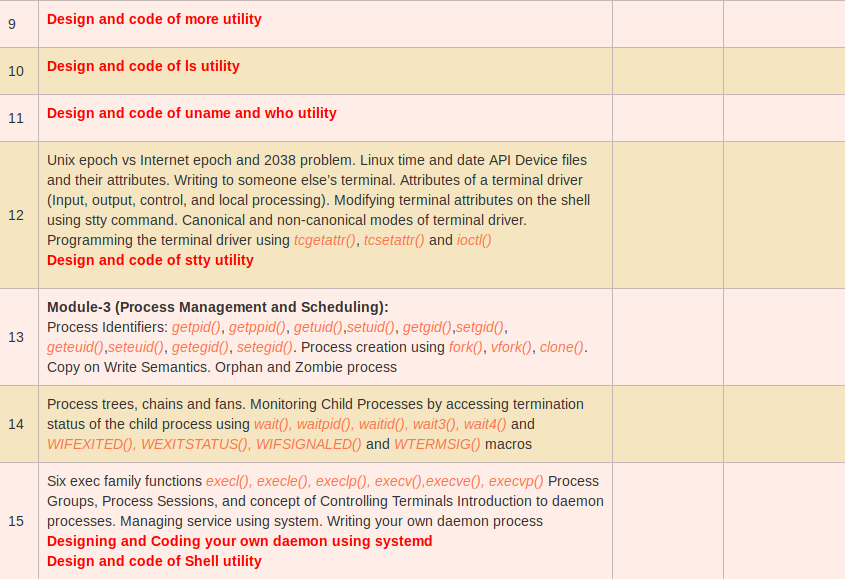 9
Design and code of more utility
10
Design and code of ls utility
11
Design and code of uname and who utility
12
Unix epoch vs Internet epoch and 2038 problem. Linux time and date API Device files
and their attributes. Writing to someone else’s terminal. Attributes of a terminal driver
(Input, output, control, and local processing). Modifying terminal attributes on the shell
using stty command. Canonical and non-canonical modes of terminal driver.
Programming the terminal driver using tcgetattr(), tcsetattr() and ioctl()
Design and code of stty utility
13
Module-3 (Process Management and Scheduling):
Process Identifiers: getpid(), getppid(), getuid(),setuid(), getgid(),setgid(),
geteuid(),seteuid(), getegid(), setegid(). Process creation using fork(), vfork(), clone().
Copy on Write Semantics. Orphan and Zombie process
14
Process trees, chains and fans. Monitoring Child Processes by accessing termination
status of the child process using wait(), waitpid(), waitid(), wait3(), wait4() and
WIFEXITED(), WEXITSTATUS(), WIFSIGNALED() and WTERMSIG() macros
15
Six exec family functions execl(), execle(), execlp(), execv(),execve(), execvp() Process
Groups, Process Sessions, and concept of Controlling Terminals Introduction to daemon
processes. Managing service using system. Writing your own daemon process
Designing and Coding your own daemon using systemd
Design and code of Shell utility